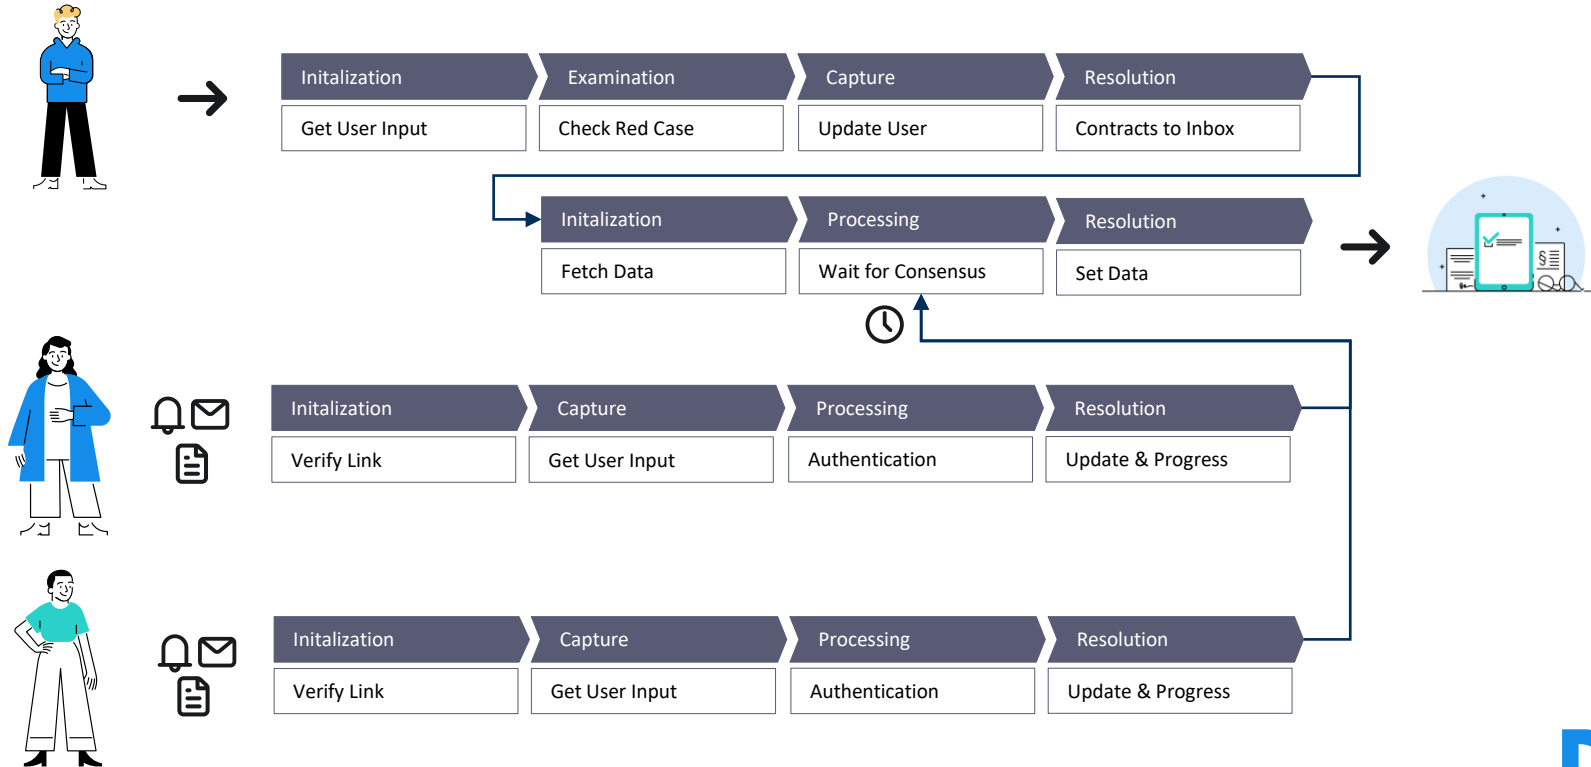 Initalization
Examination
Capture
Resolution
Get User Input
Check Red Case
Update User
Contracts to Inbox
Initalization
Processing
Resolution
Fetch Data
Wait for Consensus
Set Data
§
Initalization
Capture
Processing
Resolution
Verify Link
Get User Input
Authentication
Update & Progress
Initalization
Capture
Processing
Resolution
Verify Link
Get User Input
Authentication
Update & Progress